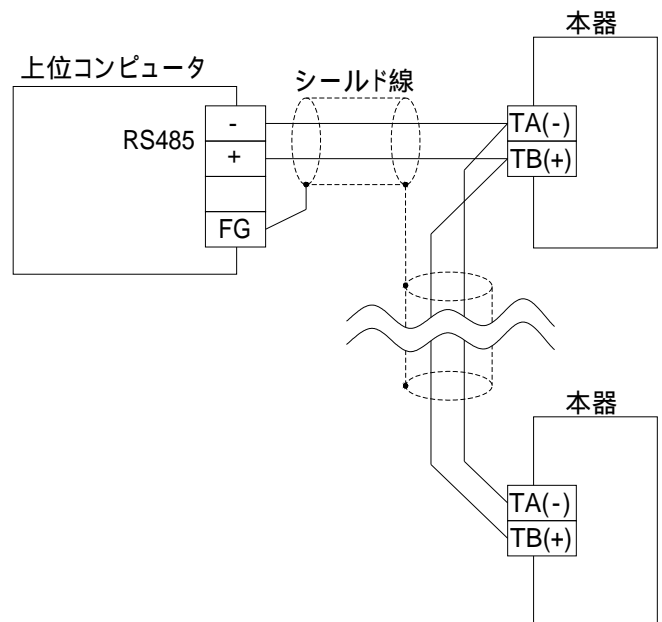 本器
上位コンピュータ
シールド線
RS485
-
+
FG
TA(-)
TB(+)
本器
TA(-)
TB(+)